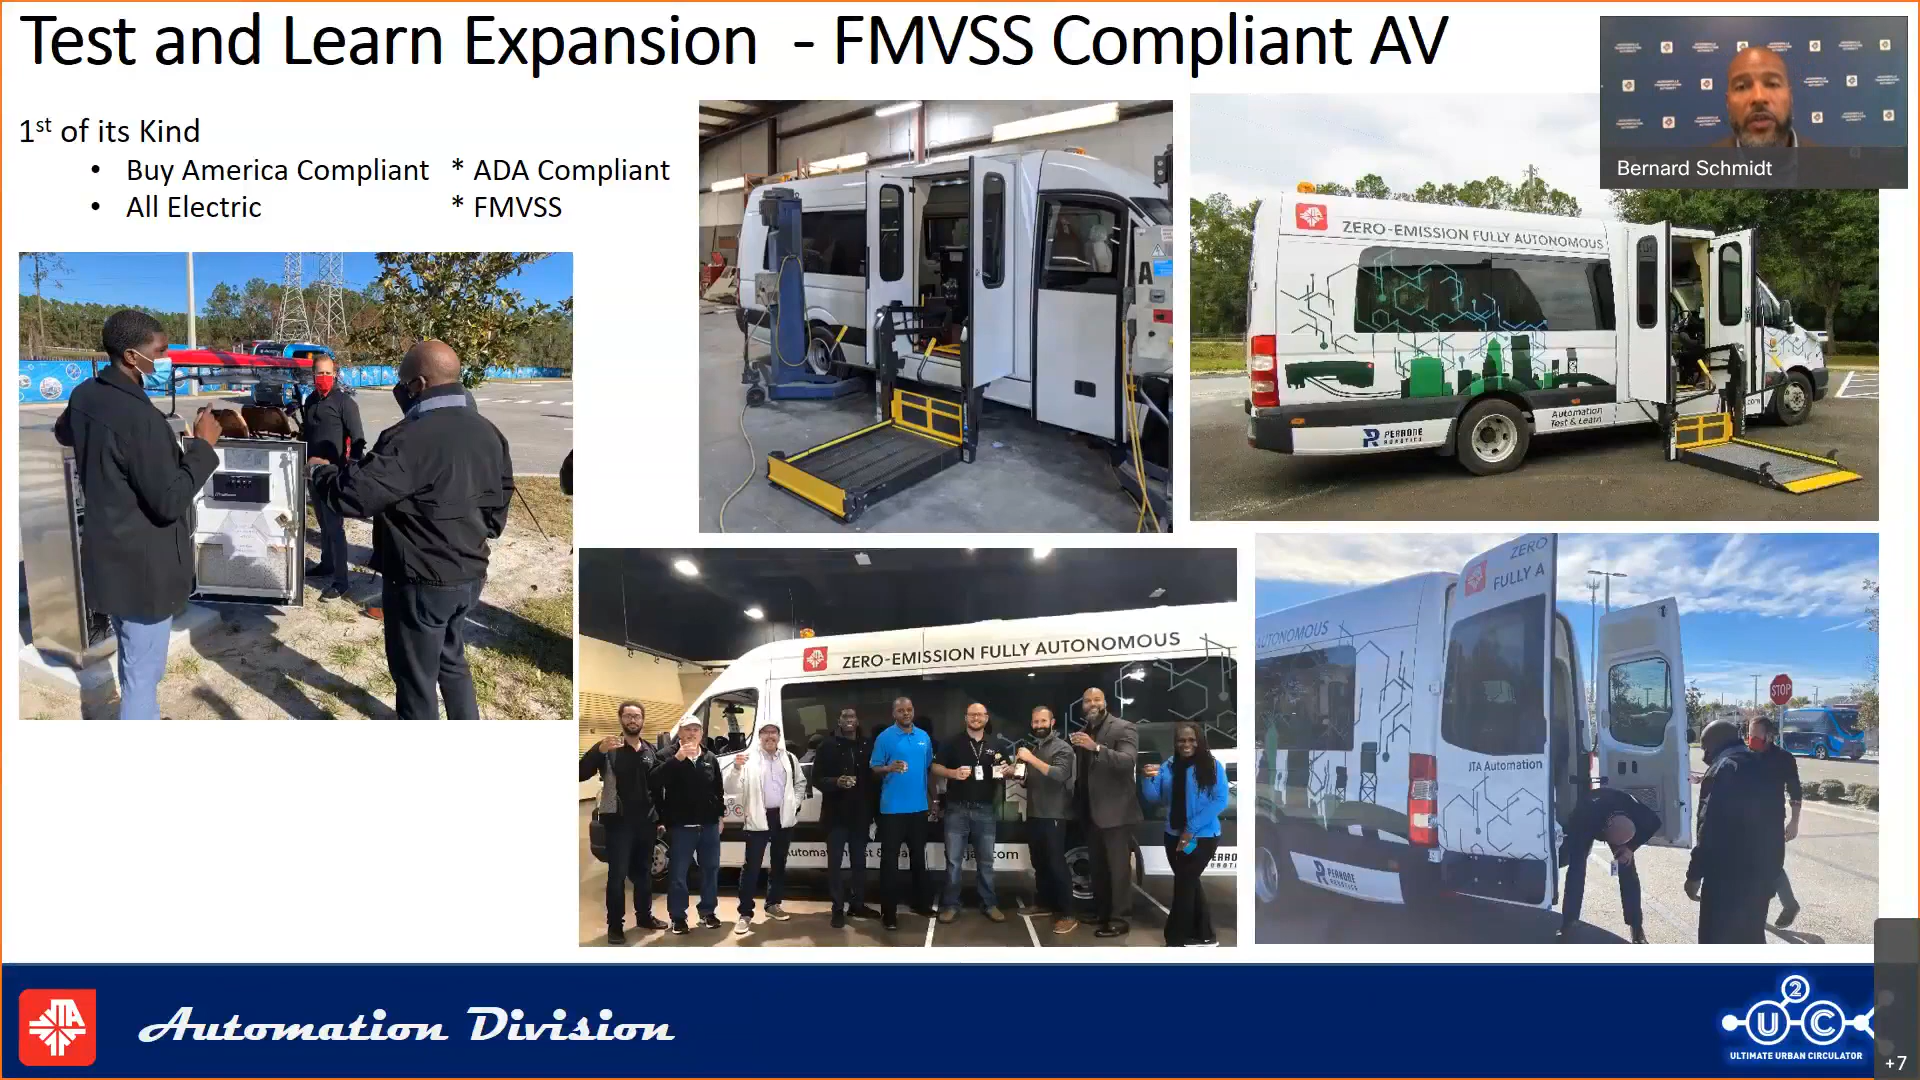 Test and Learn Expansion - FMVSS Compliant AV
1st of its Kind
• Buy America Compliant * ADA Compliant
• All Electric * FMVSS
Bernard Schmidt
ZERO-EMISSION FULLY AUTONOMOUS
Automation
Test & Learn
PERRONE
ROBOTICS
A
ZERO-EMISSION FULLY AUTONOMOUS
ZERO
FULLY A
AUTONOMOUS
STOP
JTA Automation
PERRONE
ROBOTICS
JTA
Automation Division
U2C
ULTIMATE URBAN CIRCULATOR
+7